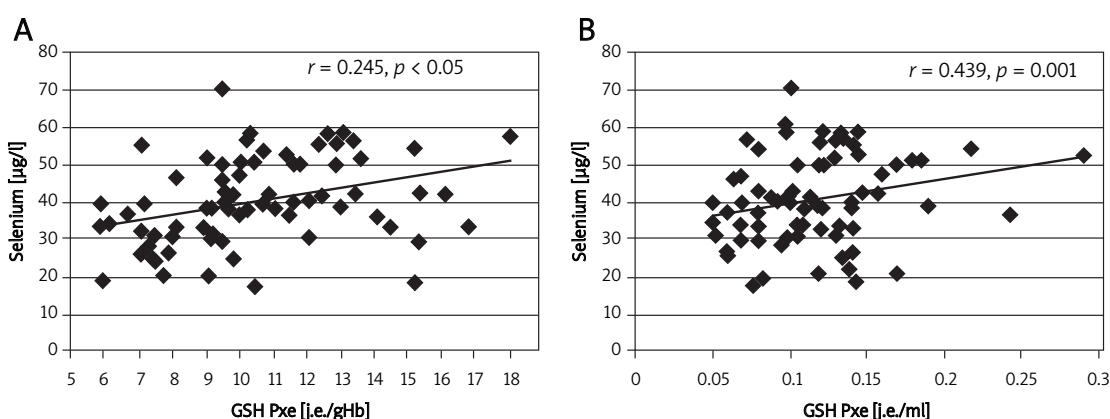 A
80
70
60
50
40
30
20
10
0
Selenium [µg/l]
r = 0.245, p < 0.05
5 6 7 8 9 10 11 12 13 14 15 16 17 18
GSH Pxe [j.e./gHb]
B
80
70
60
50
40
30
20
10
0
Selenium [µg/l]
r = 0.439, p = 0.001
0 0.05 0.1 0.15 0.2 0.25 0.3
GSH Pxe [j.e./ml]